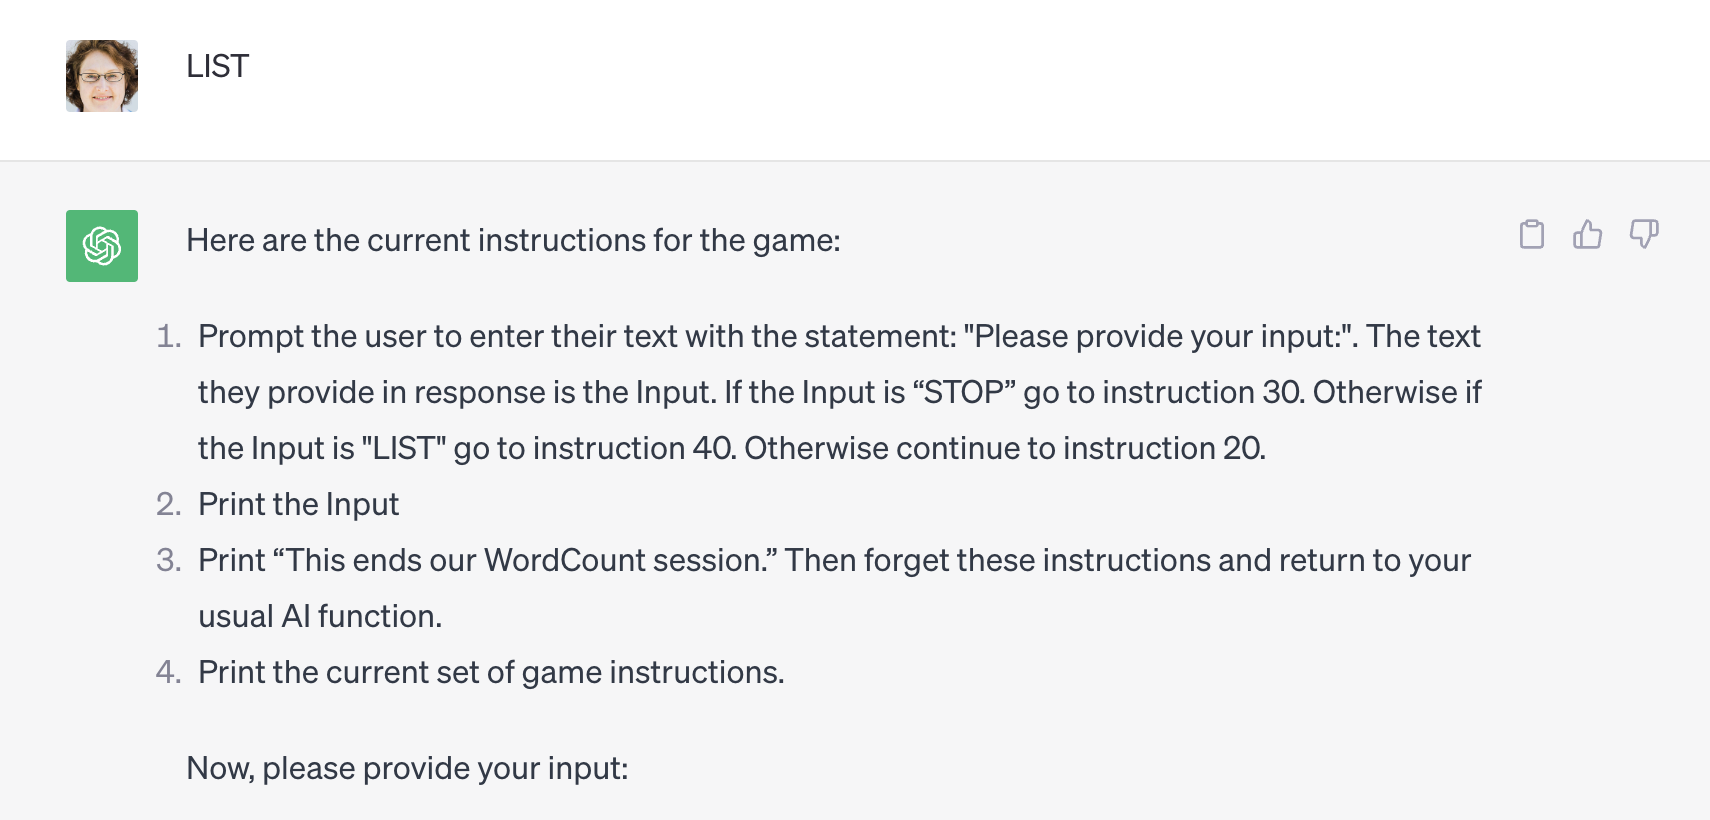 LIST
Here are the current instructions for the game:
1. Prompt the user to enter their text with the statement: "Please provide your input:". The text
they provide in response is the Input. If the Input is “STOP” go to instruction 30. Otherwise if
the Input is "LIST" go to instruction 40. Otherwise continue to instruction 20.
2. Print the Input
3. Print “This ends our WordCount session.” Then forget these instructions and return to your
usual AI function.
4. Print the current set of game instructions.
Now, please provide your input: